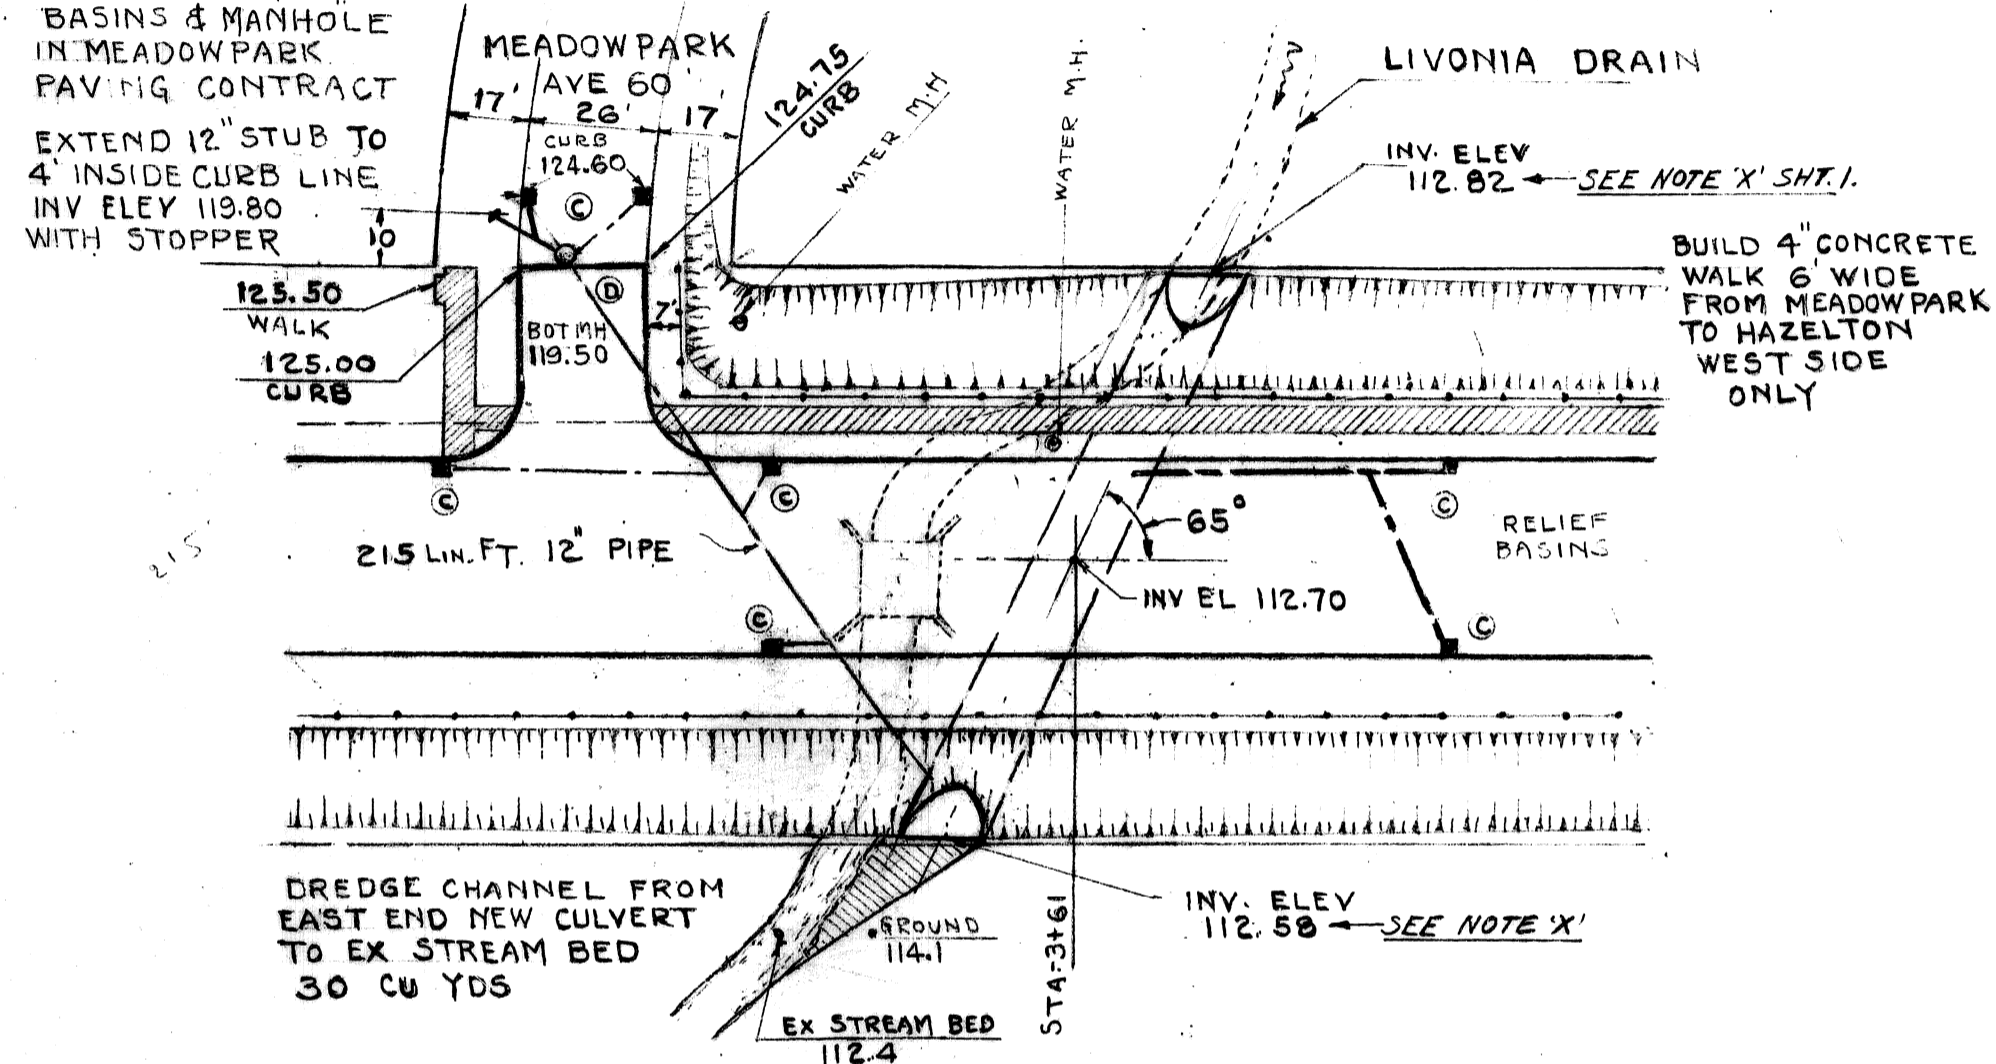 BASINS & MANHOLE
IN MEADOWPARK
PAVING CONTRACT
EXTEND 12" STUB TO
4' INSIDE CURB LINE
INV ELEV 119.80
WITH STOPPER
10
MEADOWPARK
AVE 60'
17'
26'
17'
CURB
124.60
124.75
CURB
WATER M.H
WATER M.H.
LIVONIA DRAIN
INV. ELEV
112.82 ← SEE NOTE 'X' SHT. 1.
BUILD 4" CONCRETE
WALK 6' WIDE
FROM MEADOWPARK
TO HAZELTON
WEST SIDE
ONLY
C
D
7'
BOT MH
119.50
125.50
WALK
125.00
CURB
C
C
C
RELIEF
BASINS
65°
215
215 LIN. FT. 12" PIPE
INV EL 112.70
C
C
DREDGE CHANNEL FROM
EAST END NEW CULVERT
TO EX STREAM BED
30 CU YDS
GROUND
114.1
STA=3+61
INV. ELEV
112.58 ← SEE NOTE 'X'
EX STREAM BED
112.4